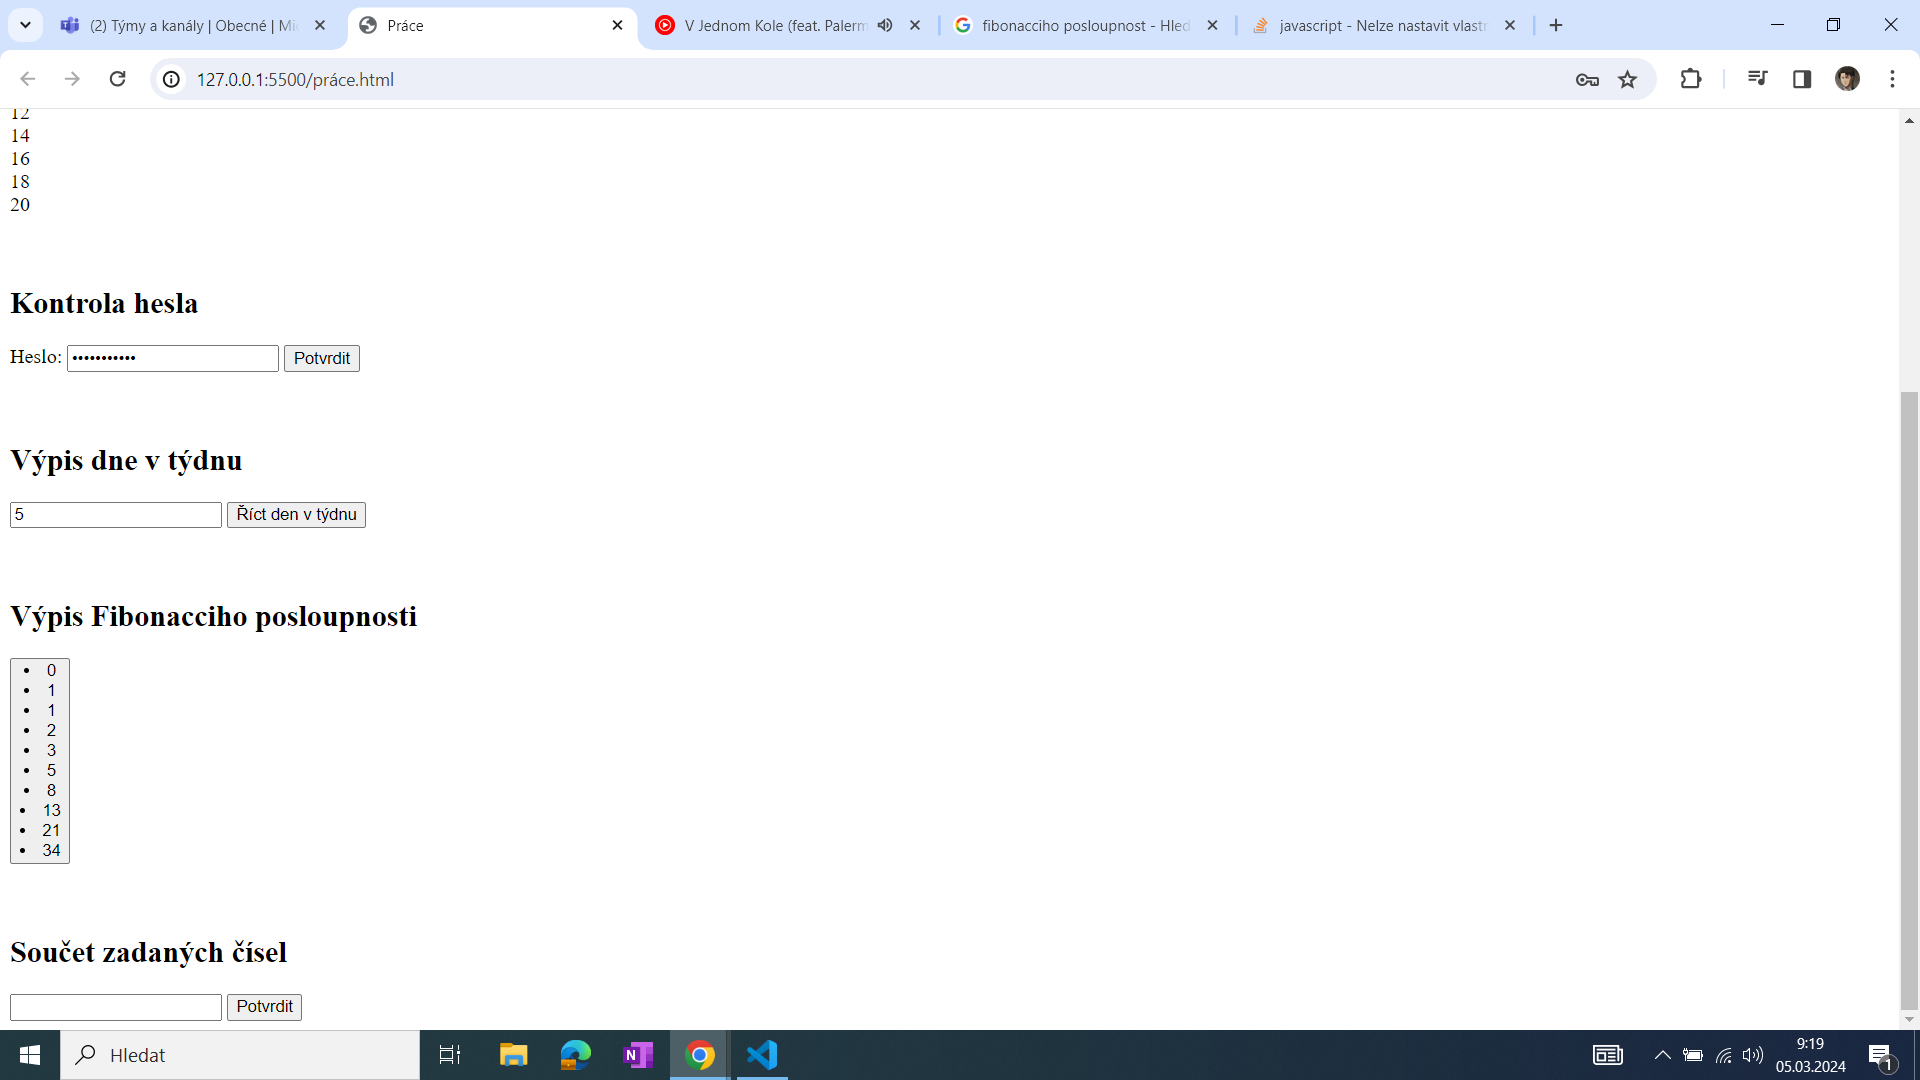 (2) Týmy a kanály | Obecné | Mi
Práce
V Jednom Kole (feat. Palerm
fibonacciho posloupnost - Hled
javascript - Nelze nastavit vlastn
127.0.0.1:5500/práce.html
12
14
16
18
20
Kontrola hesla
Heslo: ••••••••••• Potvrdit
Výpis dne v týdnu
5 Říct den v týdnu
Výpis Fibonacciho posloupnosti
• 0
• 1
• 1
• 2
• 3
• 5
• 8
• 13
• 21
• 34
Součet zadaných čísel
Potvrdit
Hledat
9:19
05.03.2024
1